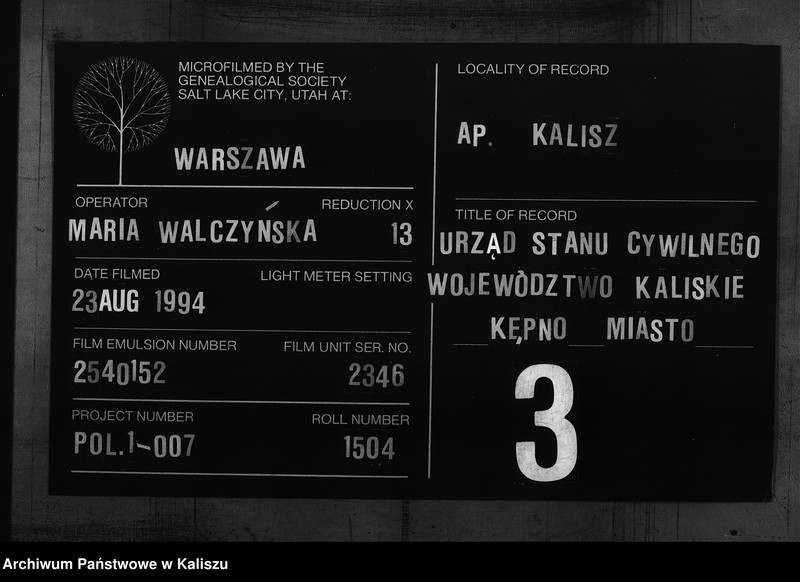 MICROFILMED BY THE
GENEALOGICAL SOCIETY
SALT LAKE CITY, UTAH AT:
WARSZAWA
OPERATOR REDUCTION X
MARIA WALCZYŃSKA 13
DATE FILMED LIGHT METER SETTING
23AUG 1994
FILM EMULSION NUMBER FILM UNIT SER. NO.
2540152 2346
PROJECT NUMBER ROLL NUMBER
POL.1-007 1504
LOCALITY OF RECORD
AP. KALISZ
TITLE OF RECORD
URZĄD STANU CYWILNEGO
WOJEWÒDZTWO KALISKIE
KĘPNO MIASTO
3
Archiwum Państwowe w Kaliszu